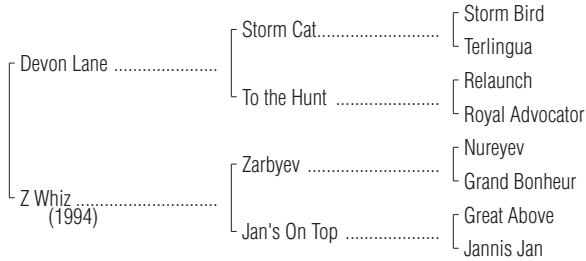 Storm Bird
Storm Cat
Terlingua
Devon Lane
Relaunch
To the Hunt
Royal Advocator
Nureyev
Zarbyev
Grand Bonheur
Z Whiz
(1994)
Great Above
Jan's On Top
Jannis Jan